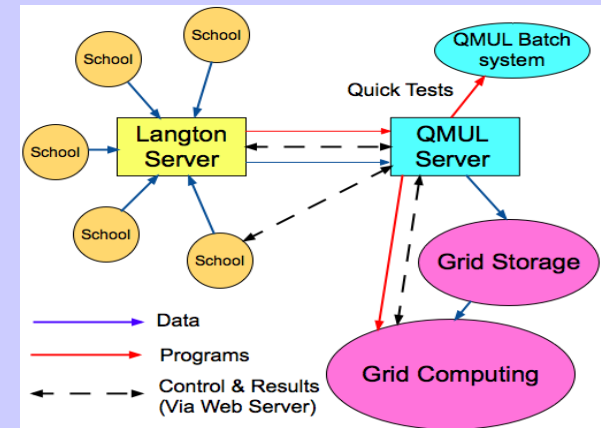 School
School
QMUL Batch
system
Quick Tests
School
Langton
Server
QMUL
Server
School
School
Grid Storage
Data
Programs
Control & Results
(Via Web Server)
Grid Computing